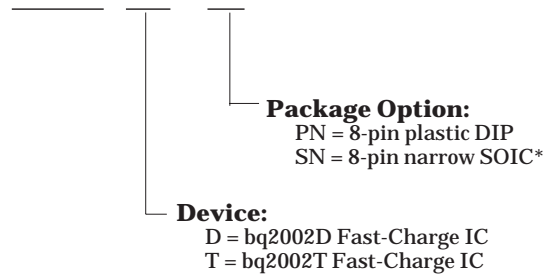 Package Option:
PN = 8-pin plastic DIP
SN = 8-pin narrow SOIC*
Device:
D = bq2002D Fast-Charge IC
T = bq2002T Fast-Charge IC